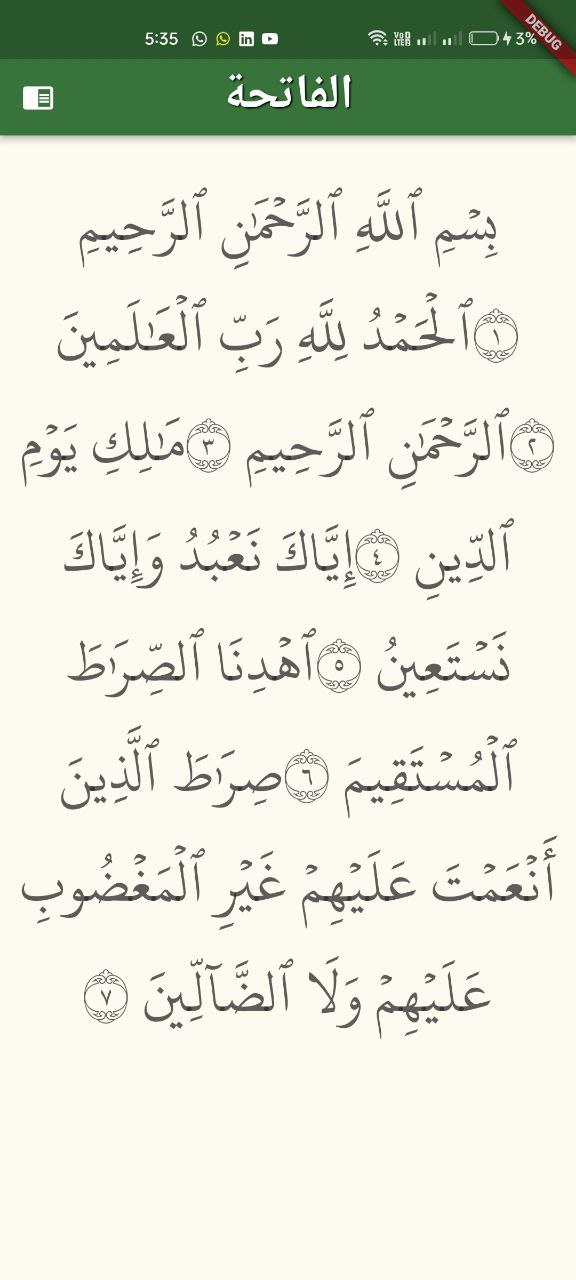 5:35 Vo LTE 3%
DEBUG
الفاتحة
بِسۡمِ ٱللَّهِ ٱلرَّحۡمَٰنِ ٱلرَّحِيمِ
١ ٱلۡحَمۡدُ لِلَّهِ رَبِّ ٱلۡعَٰلَمِينَ
٢ ٱلرَّحۡمَٰنِ ٱلرَّحِيمِ ٣ مَٰلِكِ يَوۡمِ
ٱلدِّينِ ٤ إِيَّاكَ نَعۡبُدُ وَإِيَّاكَ
نَسۡتَعِينُ ٥ ٱهۡدِنَا ٱلصِّرَٰطَ
ٱلۡمُسۡتَقِيمَ ٦ صِرَٰطَ ٱلَّذِينَ
أَنۡعَمۡتَ عَلَيۡهِمۡ غَيۡرِ ٱلۡمَغۡضُوبِ
عَلَيۡهِمۡ وَلَا ٱلضَّآلِّينَ ٧